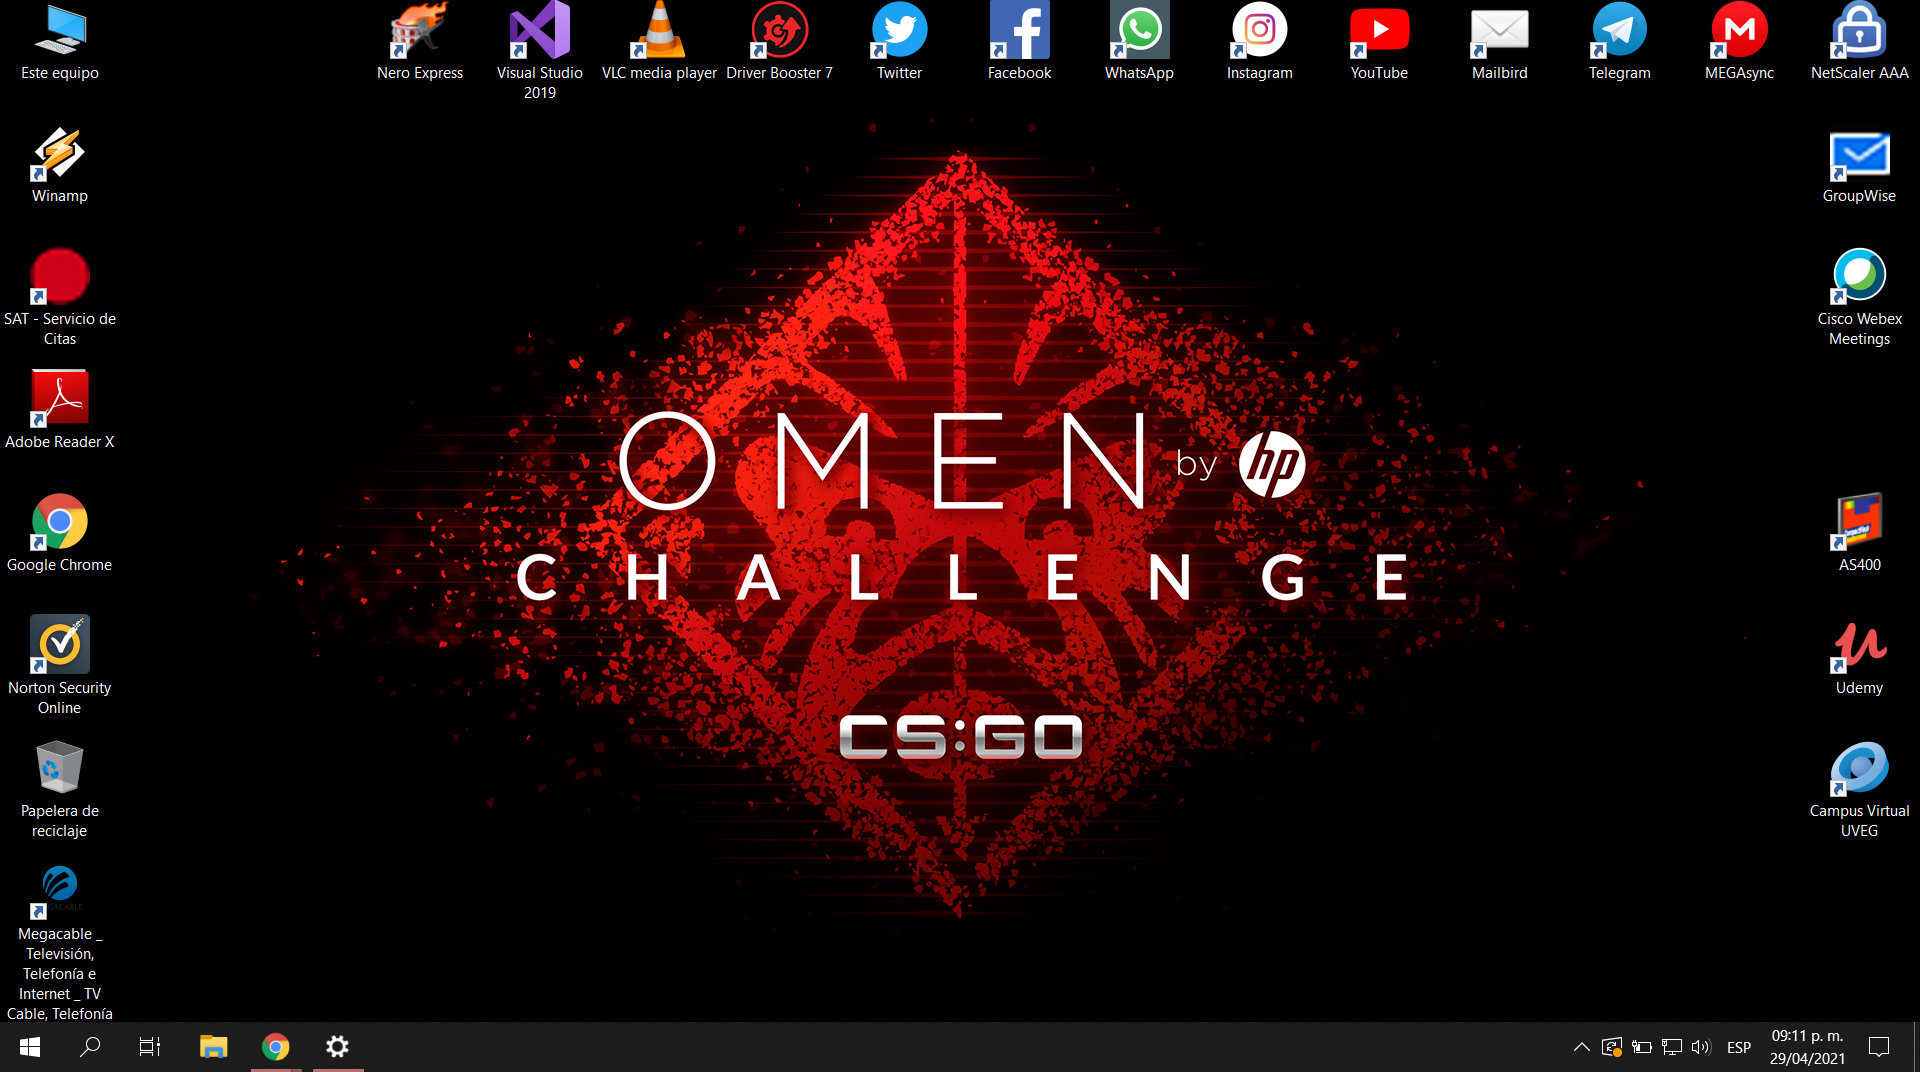 Este equipo
Nero Express
Visual Studio
2019
VLC media player
Driver Booster 7
Twitter
Facebook
WhatsApp
Instagram
YouTube
Mailbird
Telegram
MEGAsync
NetScaler AAA
Winamp
GroupWise
SAT - Servicio de
Citas
Cisco Webex
Meetings
Adobe Reader X
OMEN by hp
CHALLENGE
CS:GO
Google Chrome
AS400
Norton Security
Online
Udemy
Papelera de
reciclaje
Campus Virtual
UVEG
Megacable _
Televisión,
Telefonía e
Internet _ TV
Cable, Telefonía
ESP
09:11 p. m.
29/04/2021